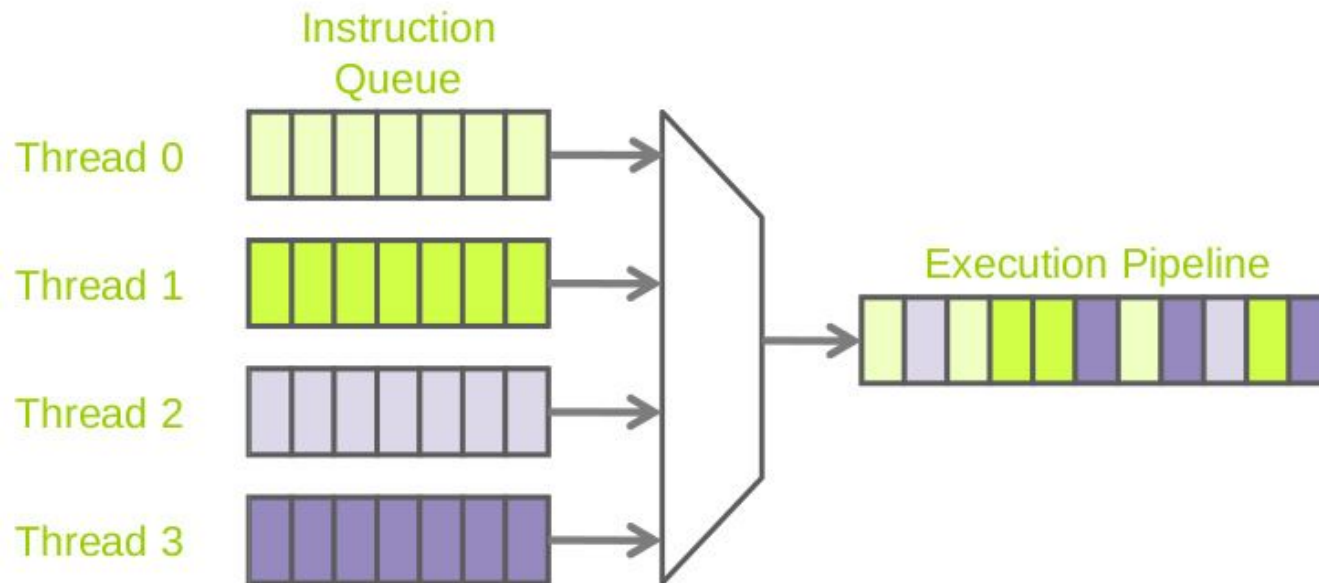 Instruction
Queue
Thread 0
Thread 1
Execution Pipeline
Thread 2
Thread 3